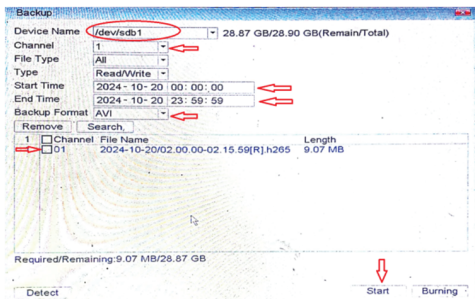 Backup
Device Name /dev/sdb1 28.87 GB/28.90 GB(Remain/Total)
Channel 1
File Type All
Type Read/Write
Start Time 2024 - 10 - 20 00 : 00 : 00
End Time 2024 - 10 - 20 23 : 59 : 59
Backup Format AVI
Remove Search
1 Channel File Name Length
01 2024-10-20/02.00.00-02.15.59[R].h265 9.07 MB
Required/Remaining:9.07 MB/28.87 GB
Detect Start Burning